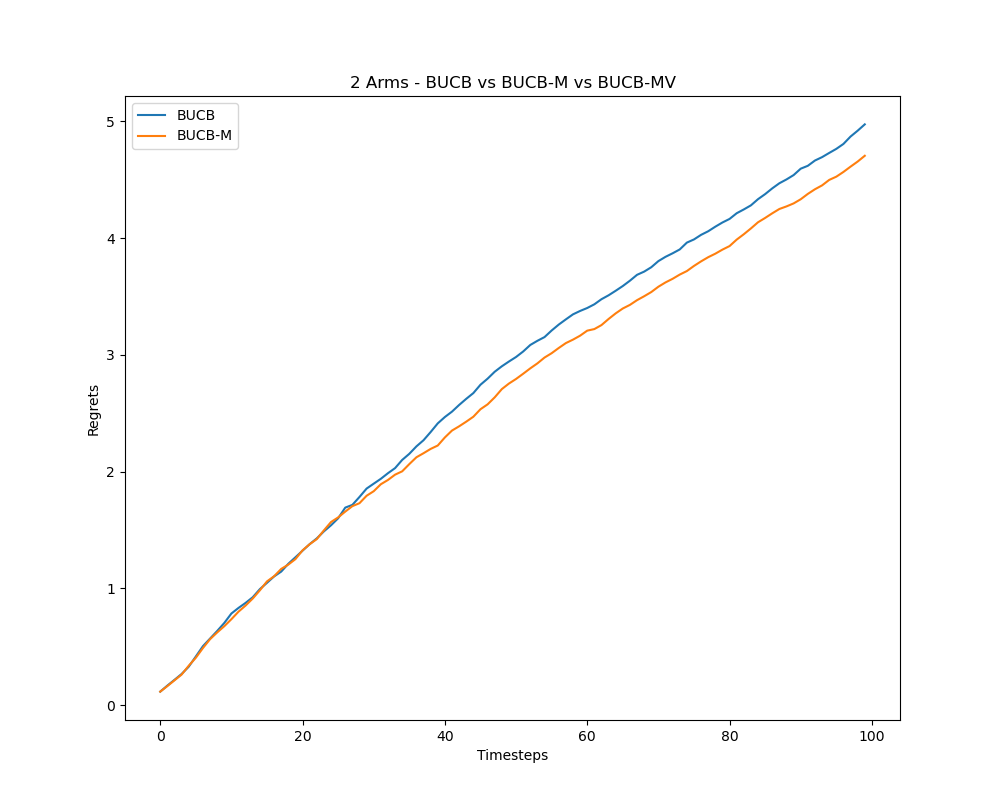 2 Arms - BUCB vs BUCB-M vs BUCB-MV
BUCB
BUCB-M
5
4
3
2
1
0
Regrets
0 20 40 60 80 100
Timesteps